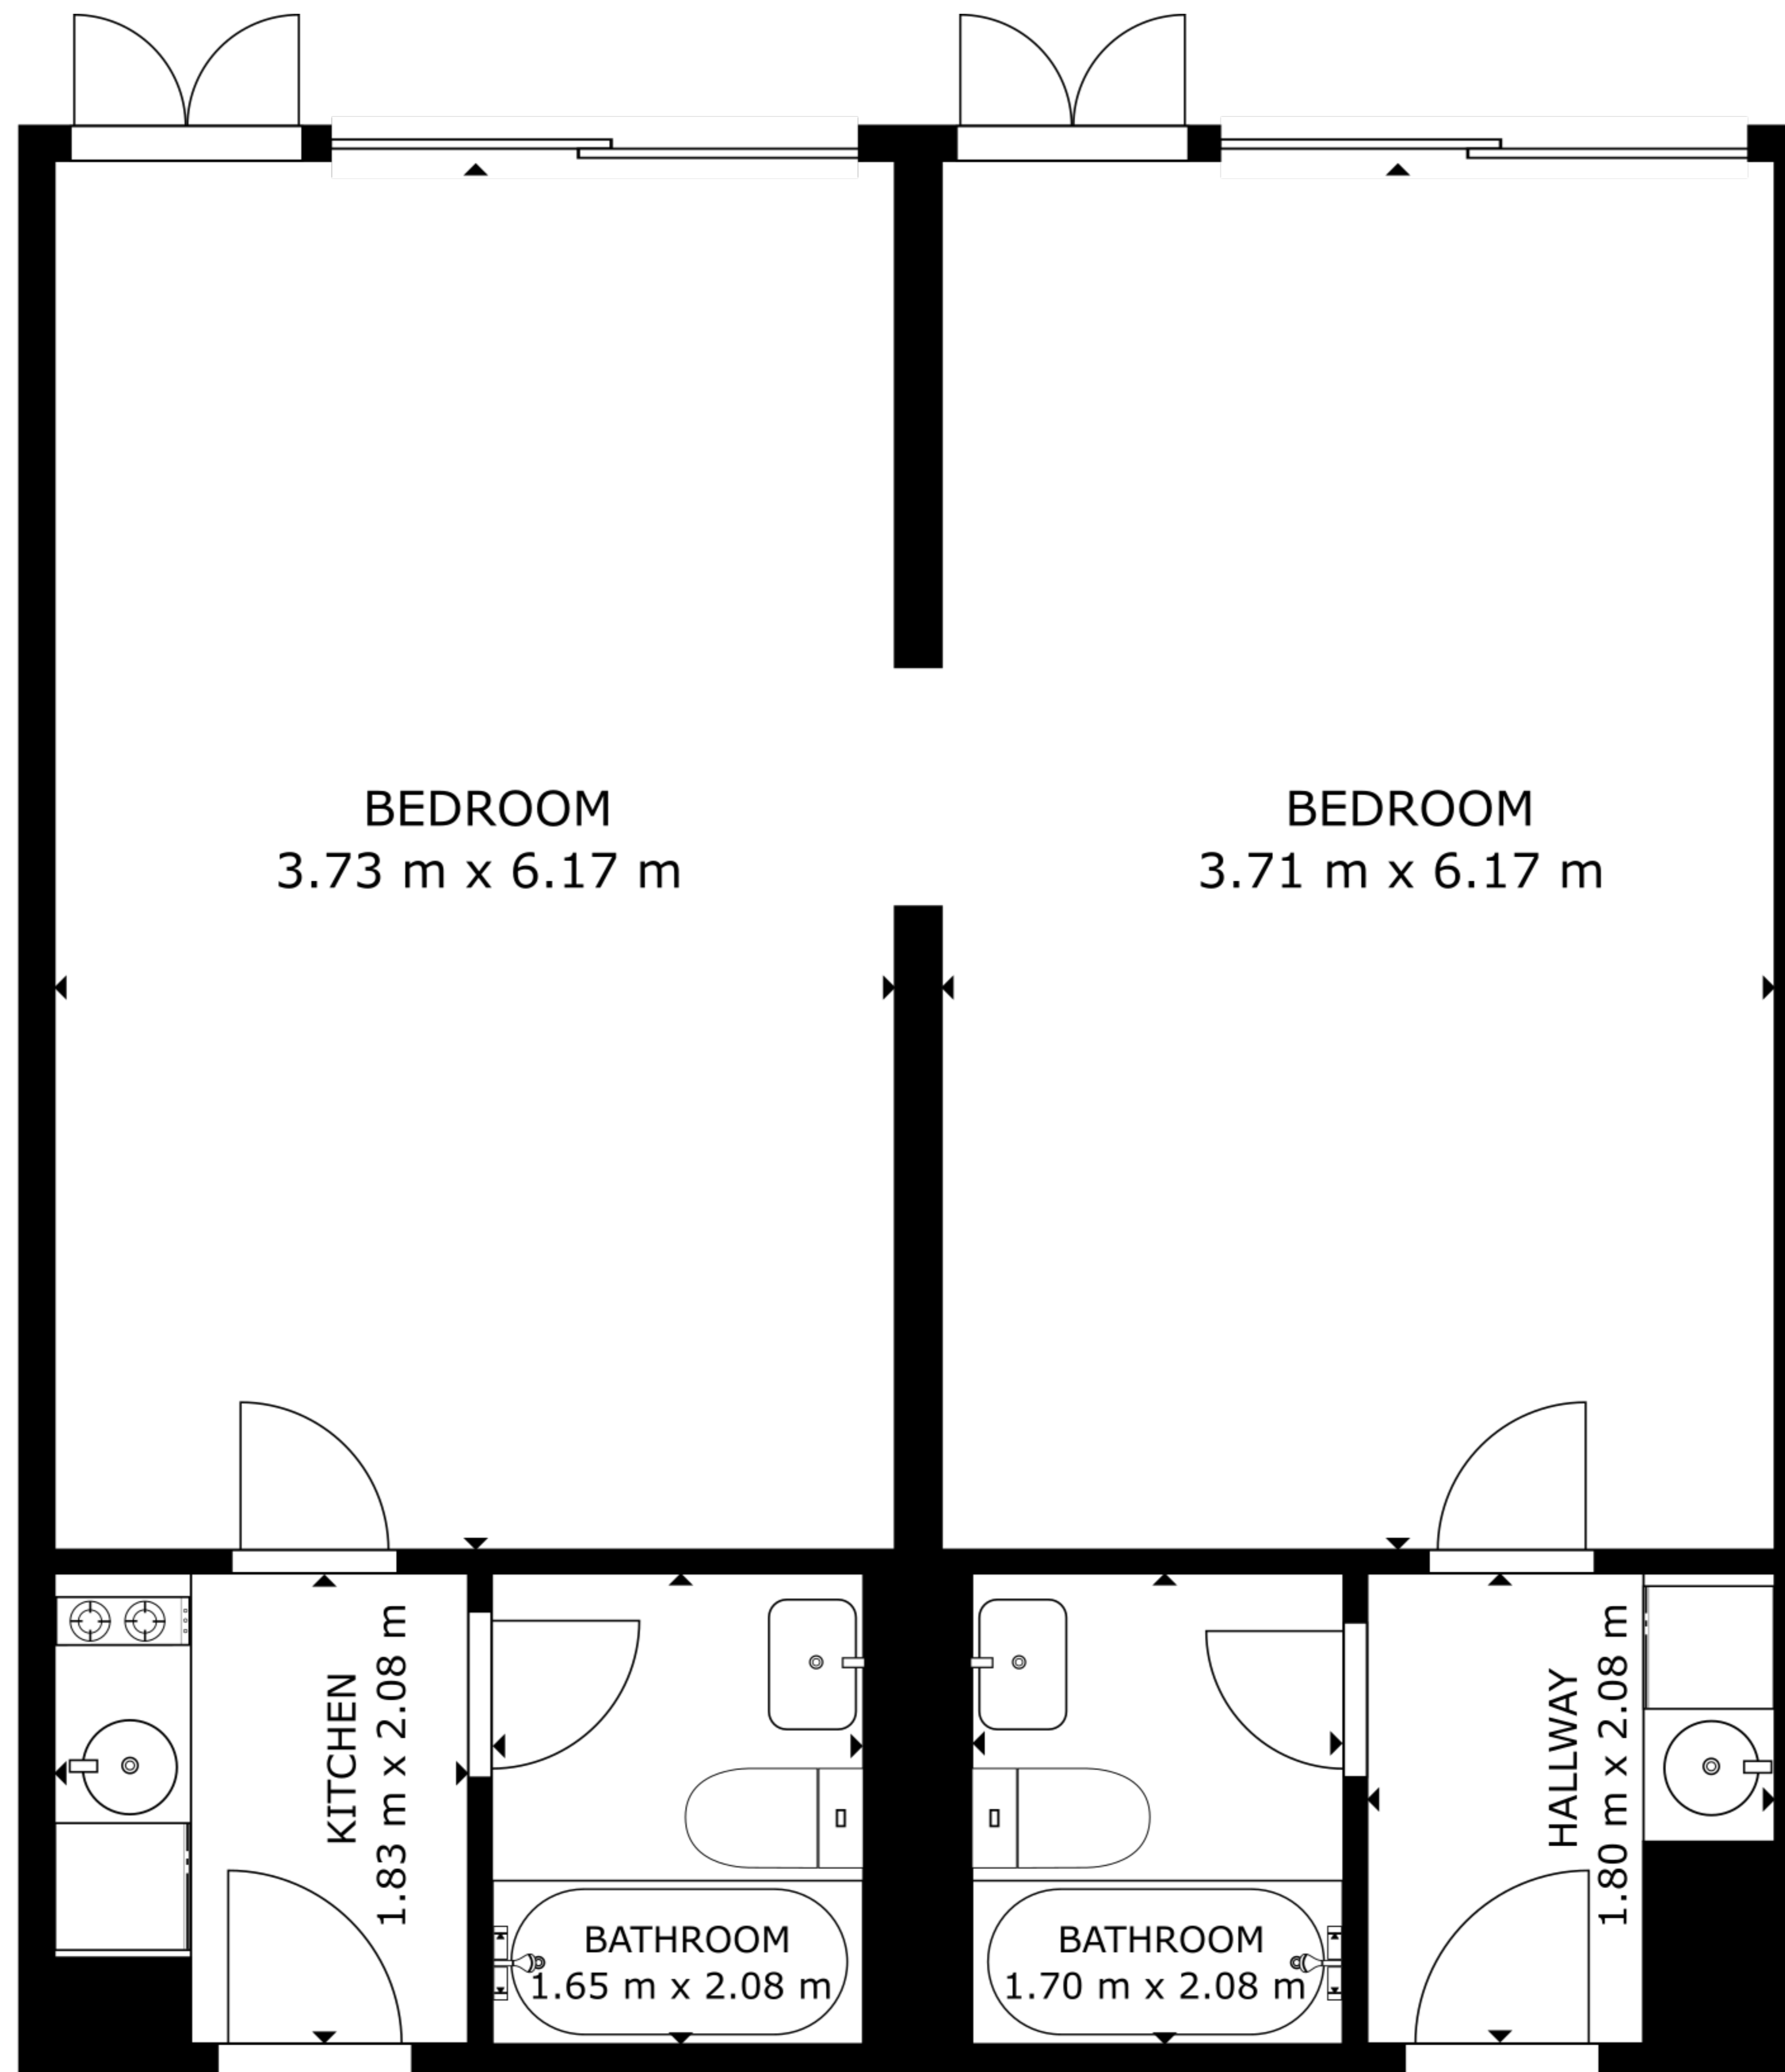 BEDROOM
3.73 m x 6.17 m
BEDROOM
3.71 m x 6.17 m
KITCHEN
1.83 m x 2.08 m
BATHROOM
1.65 m x 2.08 m
BATHROOM
1.70 m x 2.08 m
HALLWAY
1.80 m x 2.08 m